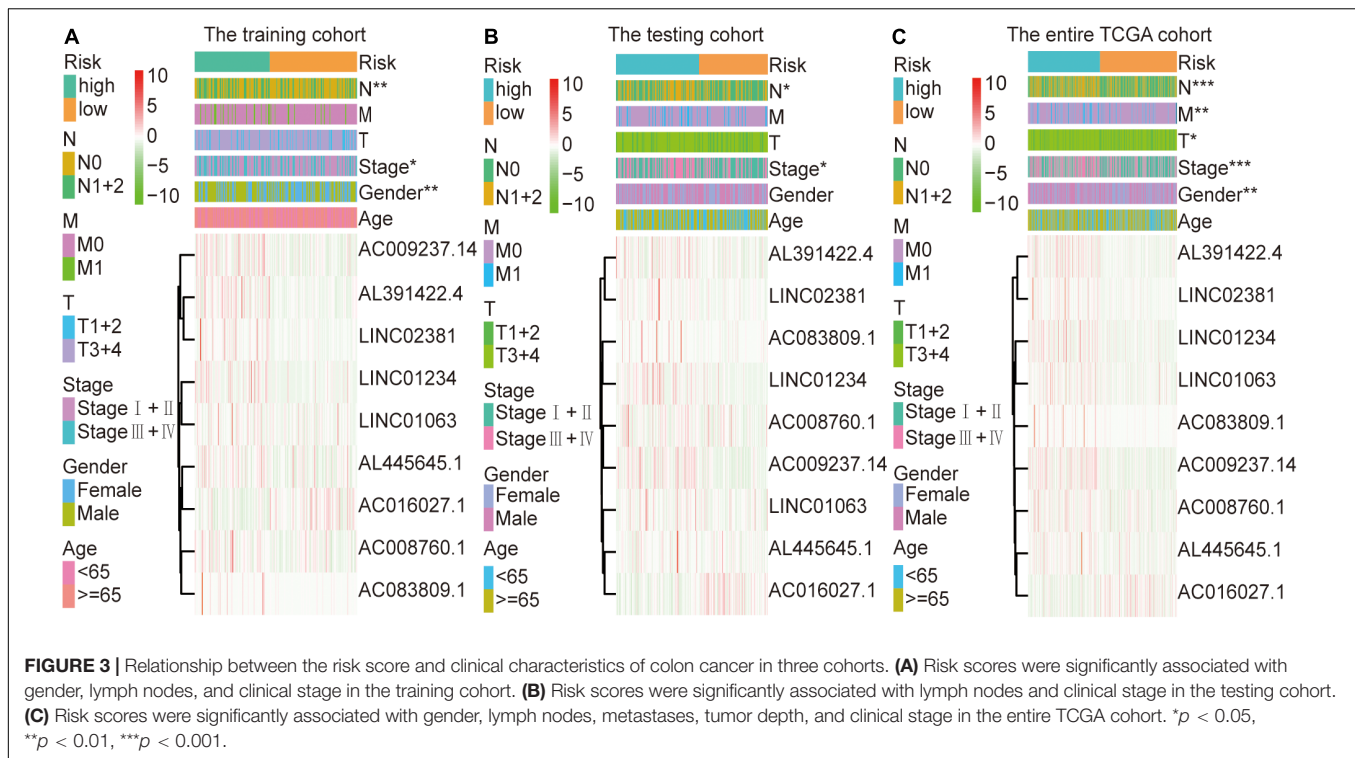 A The training cohort
Risk
high
low
N
N0
N1+2
M
M0
M1
T
T1+2
T3+4
Stage
Stage Ⅰ+Ⅱ
Stage Ⅲ+Ⅳ
Gender
Female
Male
Age
<65
>=65
10
5
0
−5
−10
Risk
N**
M
T
Stage*
Gender**
Age
AC009237.14
AL391422.4
LINC02381
LINC01234
LINC01063
AL445645.1
AC016027.1
AC008760.1
AC083809.1
B The testing cohort
Risk
high
low
N
N0
N1+2
M
M0
M1
T
T1+2
T3+4
Stage
Stage Ⅰ+Ⅱ
Stage Ⅲ+Ⅳ
Gender
Female
Male
Age
<65
>=65
10
5
0
−5
−10
Risk
N*
M
T
Stage*
Gender
Age
AL391422.4
LINC02381
AC083809.1
LINC01234
AC008760.1
AC009237.14
LINC01063
AL445645.1
AC016027.1
C The entire TCGA cohort
Risk
high
low
N
N0
N1+2
M
M0
M1
T
T1+2
T3+4
Stage
Stage Ⅰ+Ⅱ
Stage Ⅲ+Ⅳ
Gender
Female
Male
Age
<65
>=65
10
5
0
−5
−10
Risk
N***
M**
T*
Stage***
Gender**
Age
AL391422.4
LINC02381
LINC01234
LINC01063
AC083809.1
AC009237.14
AC008760.1
AL445645.1
AC016027.1
FIGURE 3 | Relationship between the risk score and clinical characteristics of colon cancer in three cohorts. (A) Risk scores were significantly associated with
gender, lymph nodes, and clinical stage in the training cohort. (B) Risk scores were significantly associated with lymph nodes and clinical stage in the testing cohort.
(C) Risk scores were significantly associated with gender, lymph nodes, metastases, tumor depth, and clinical stage in the entire TCGA cohort. *p < 0.05,
**p < 0.01, ***p < 0.001.